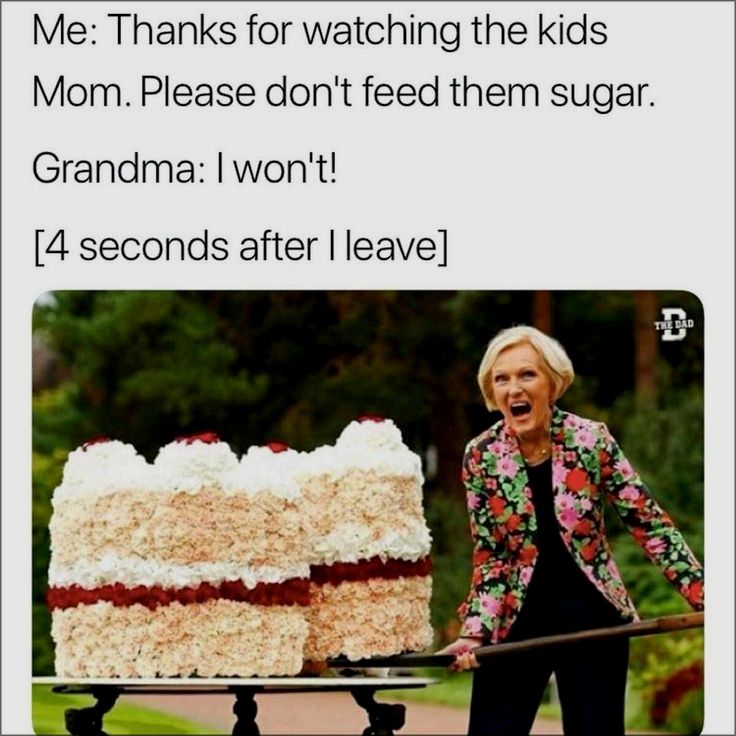 Me: Thanks for watching the kids
Mom. Please don't feed them sugar.
Grandma: I won't!
[4 seconds after I leave]
THE DAD